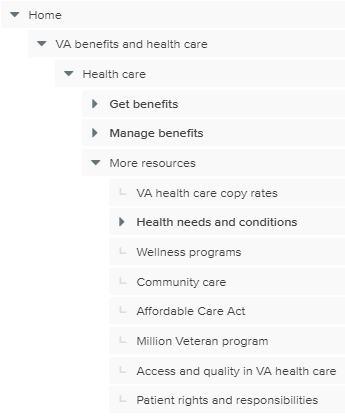 Home
VA benefits and health care
Health care
Get benefits
Manage benefits
More resources
VA health care copy rates
Health needs and conditions
Wellness programs
Community care
Affordable Care Act
Million Veteran program
Access and quality in VA health care
Patient rights and responsibilities